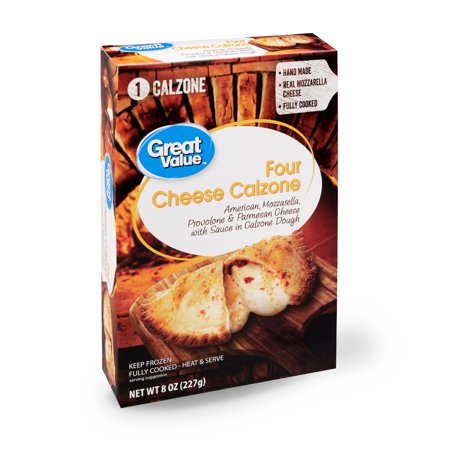 1 CALZONE
• HAND MADE
• REAL MOZZARELLA
CHEESE
• FULLY COOKED
Great
Value™
Four
Cheese Calzone
American, Mozzarella,
Provolone & Parmesan Cheese
with Sauce in Calzone Dough
KEEP FROZEN
FULLY COOKED - HEAT & SERVE
serving suggestion
NET WT 8 OZ (227g)